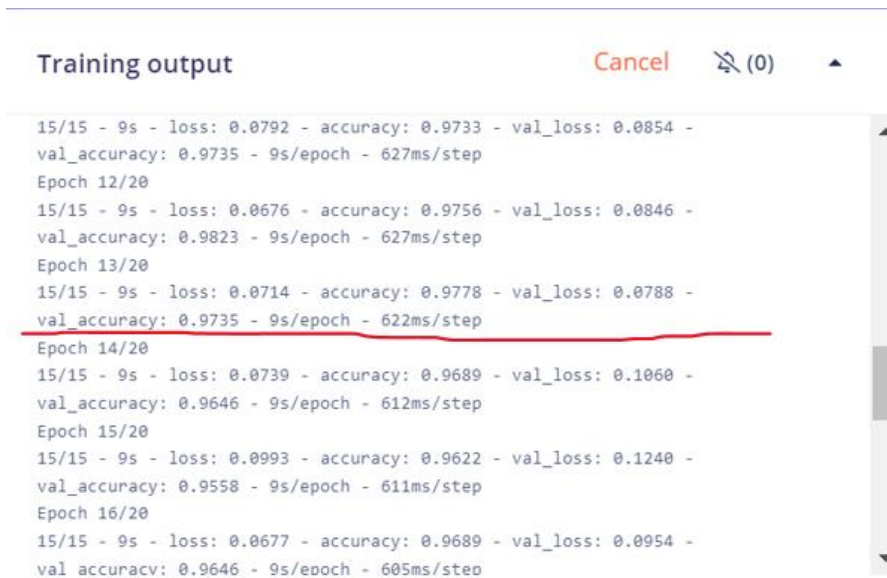 Training output
Cancel
(0)
15/15 - 9s - loss: 0.0792 - accuracy: 0.9733 - val_loss: 0.0854 -
val_accuracy: 0.9735 - 9s/epoch - 627ms/step
Epoch 12/20
15/15 - 9s - loss: 0.0676 - accuracy: 0.9756 - val_loss: 0.0846 -
val_accuracy: 0.9823 - 9s/epoch - 627ms/step
Epoch 13/20
15/15 - 9s - loss: 0.0714 - accuracy: 0.9778 - val_loss: 0.0788 -
val_accuracy: 0.9735 - 9s/epoch - 622ms/step
Epoch 14/20
15/15 - 9s - loss: 0.0739 - accuracy: 0.9689 - val_loss: 0.1060 -
val_accuracy: 0.9646 - 9s/epoch - 612ms/step
Epoch 15/20
15/15 - 9s - loss: 0.0993 - accuracy: 0.9622 - val_loss: 0.1240 -
val_accuracy: 0.9558 - 9s/epoch - 611ms/step
Epoch 16/20
15/15 - 9s - loss: 0.0677 - accuracy: 0.9689 - val_loss: 0.0954 -
val_accuracy: 0.9646 - 9s/epoch - 605ms/step